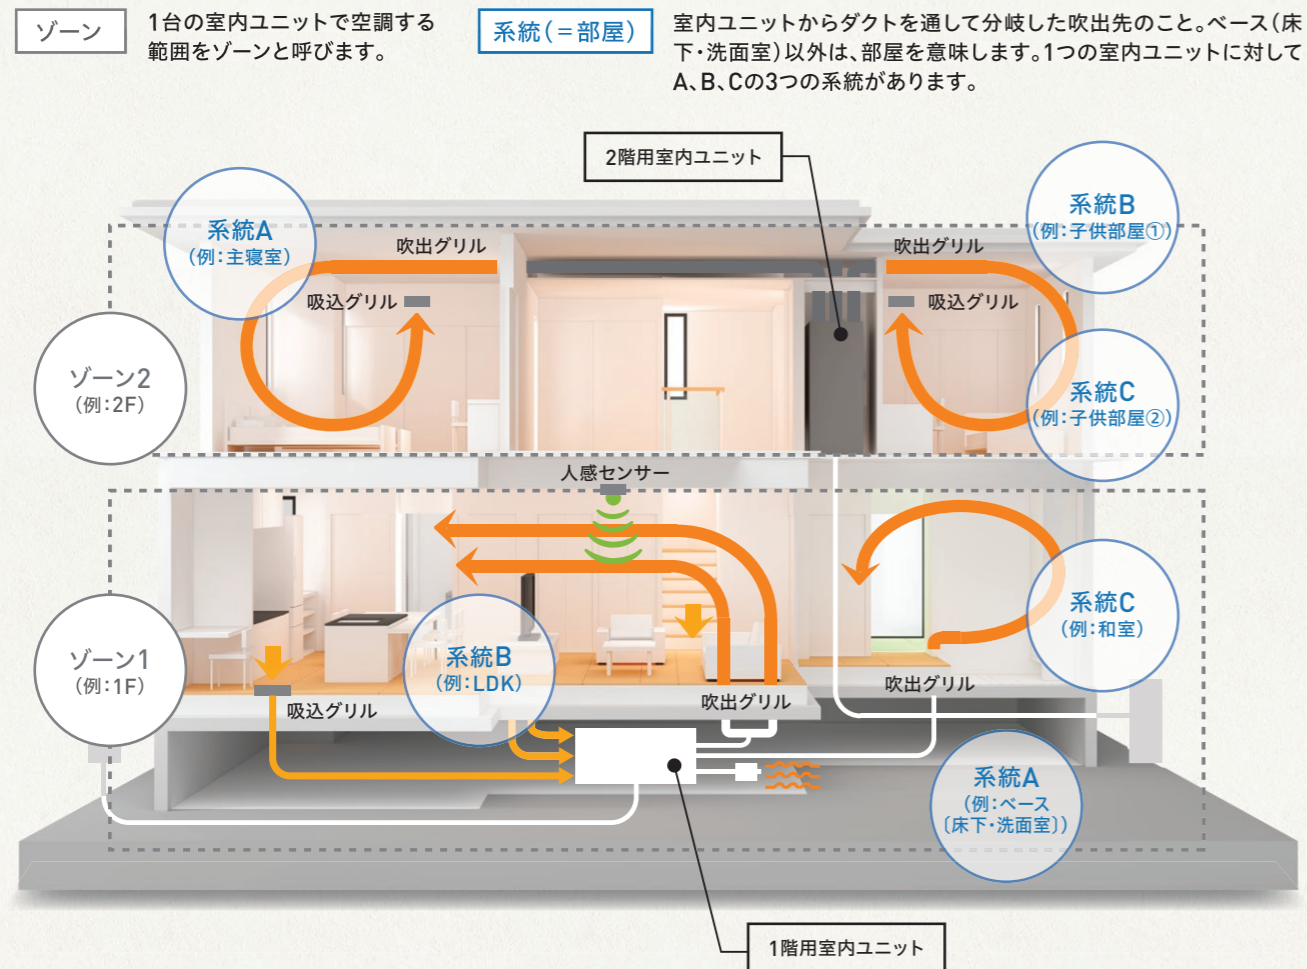 ゾーン
1台の室内ユニットで空調する
範囲をゾーンと呼びます。
系統(=部屋)
室内ユニットからダクトを通して分岐した吹出先のこと。ベース(床
下・洗面室)以外は、部屋を意味します。1つの室内ユニットに対して
A、B、Cの3つの系統があります。
2階用室内ユニット
系統A
(例:主寝室)
吹出グリル
吸込グリル
系統B
(例:子供部屋①)
吹出グリル
吸込グリル
ゾーン2
(例:2F)
系統C
(例:子供部屋②)
人感センサー
ゾーン1
(例:1F)
系統B
(例:LDK)
系統C
(例:和室)
吸込グリル
吹出グリル
吹出グリル
系統A
(例:ベース
〔床下・洗面室〕)
1階用室内ユニット